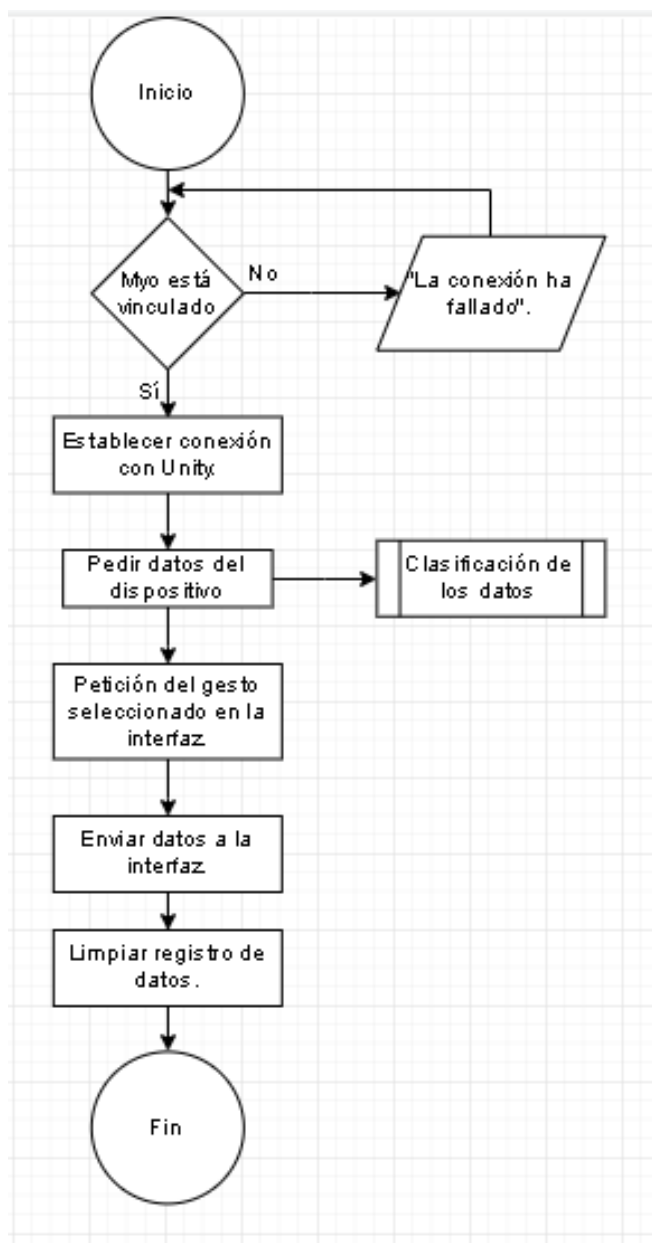 Inicio
Myo está
vinculado
No
"La conexión ha
fallado".
Sí
Establecer conexión
con Unity.
Pedir datos del
dispositivo
Clasificación de
los datos
Petición del gesto
seleccionado en la
interfaz.
Enviar datos a la
interfaz.
Limpiar registro de
datos.
Fin